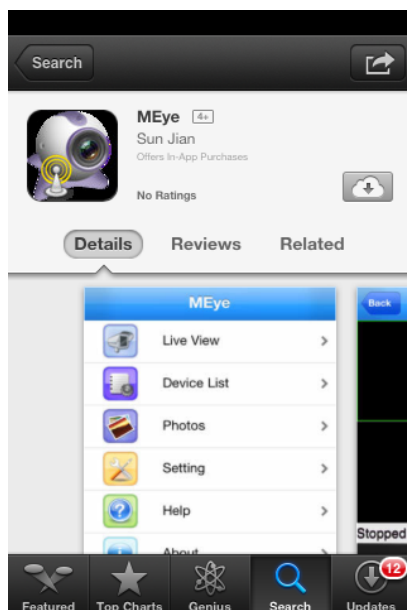 Search
MEye 4+
Sun Jian
Offers In-App Purchases
No Ratings
Details Reviews Related
MEye
Back
Live View
Device List
Photos
Setting
Help
About
Stopped
Featured Top Charts Genius Search Updates
12